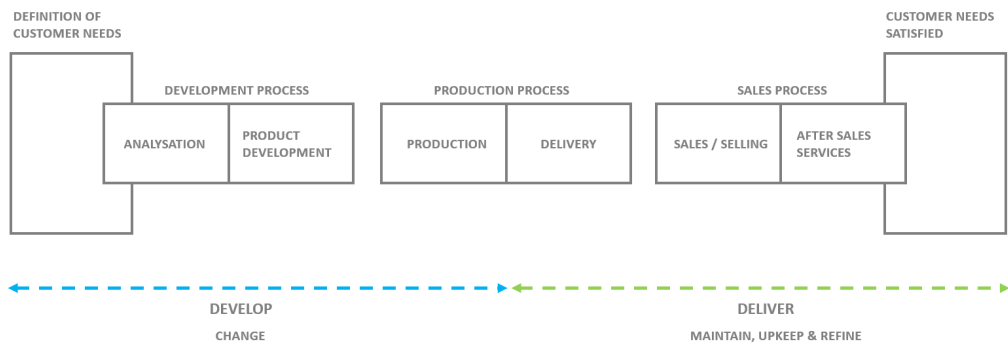 DEFINITION OF
CUSTOMER NEEDS
CUSTOMER NEEDS
SATISFIED
DEVELOPMENT PROCESS
PRODUCTION PROCESS
SALES PROCESS
ANALYSATION
PRODUCT
DEVELOPMENT
PRODUCTION
DELIVERY
SALES / SELLING
AFTER SALES
SERVICES
DEVELOP
DELIVER
CHANGE
MAINTAIN, UPKEEP & REFINE